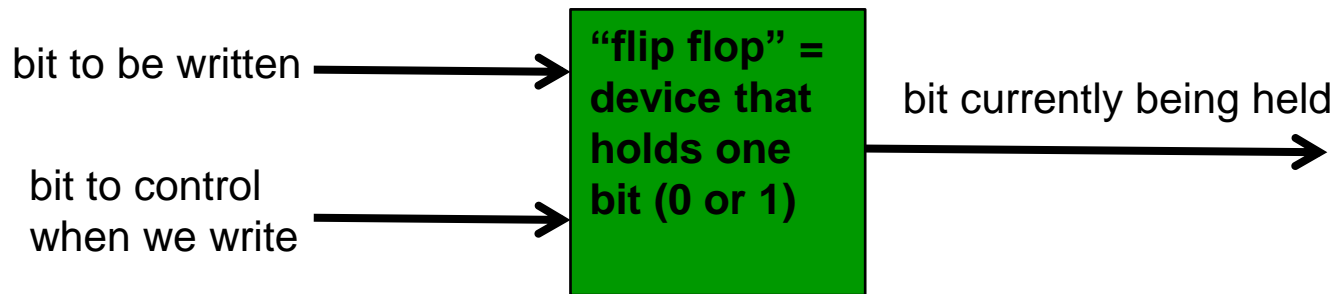 bit to be written
bit to control
when we write
“flip flop” =
device that
holds one
bit (0 or 1)
bit currently being held